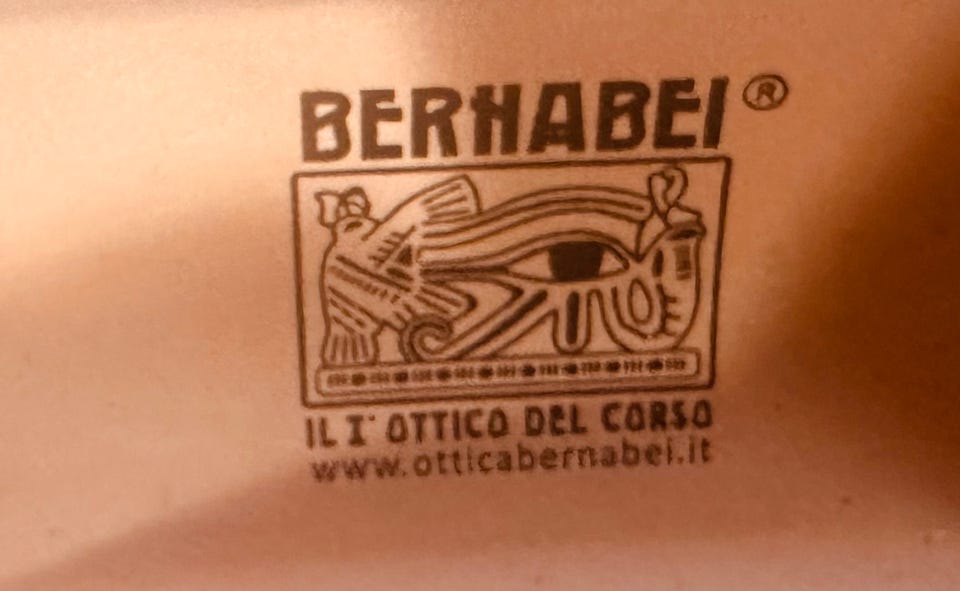 BERNABEI ®
IL I° OTTICO DEL CORSO
www.otticabernabei.it